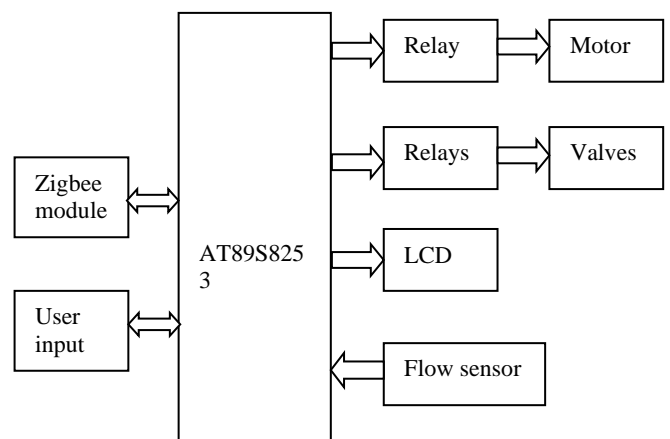 Relay
Motor
Relays
Valves
Zigbee
module
AT89S825
3
LCD
User
input
Flow sensor